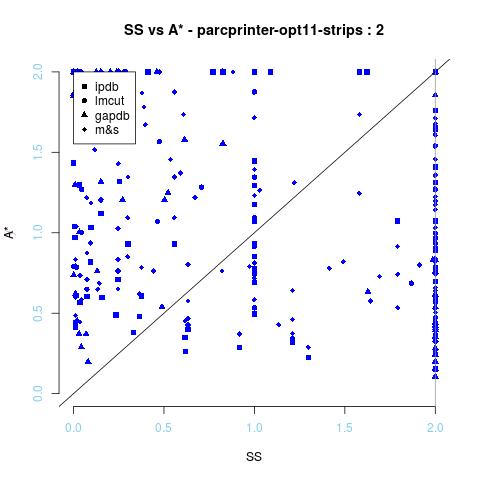 SS vs A* - parcprinter-opt11-strips : 2
ipdb
lmcut
gapdb
m&s
A*
2.0
1.5
1.0
0.5
0.0
0.0 0.5 1.0 1.5 2.0
SS